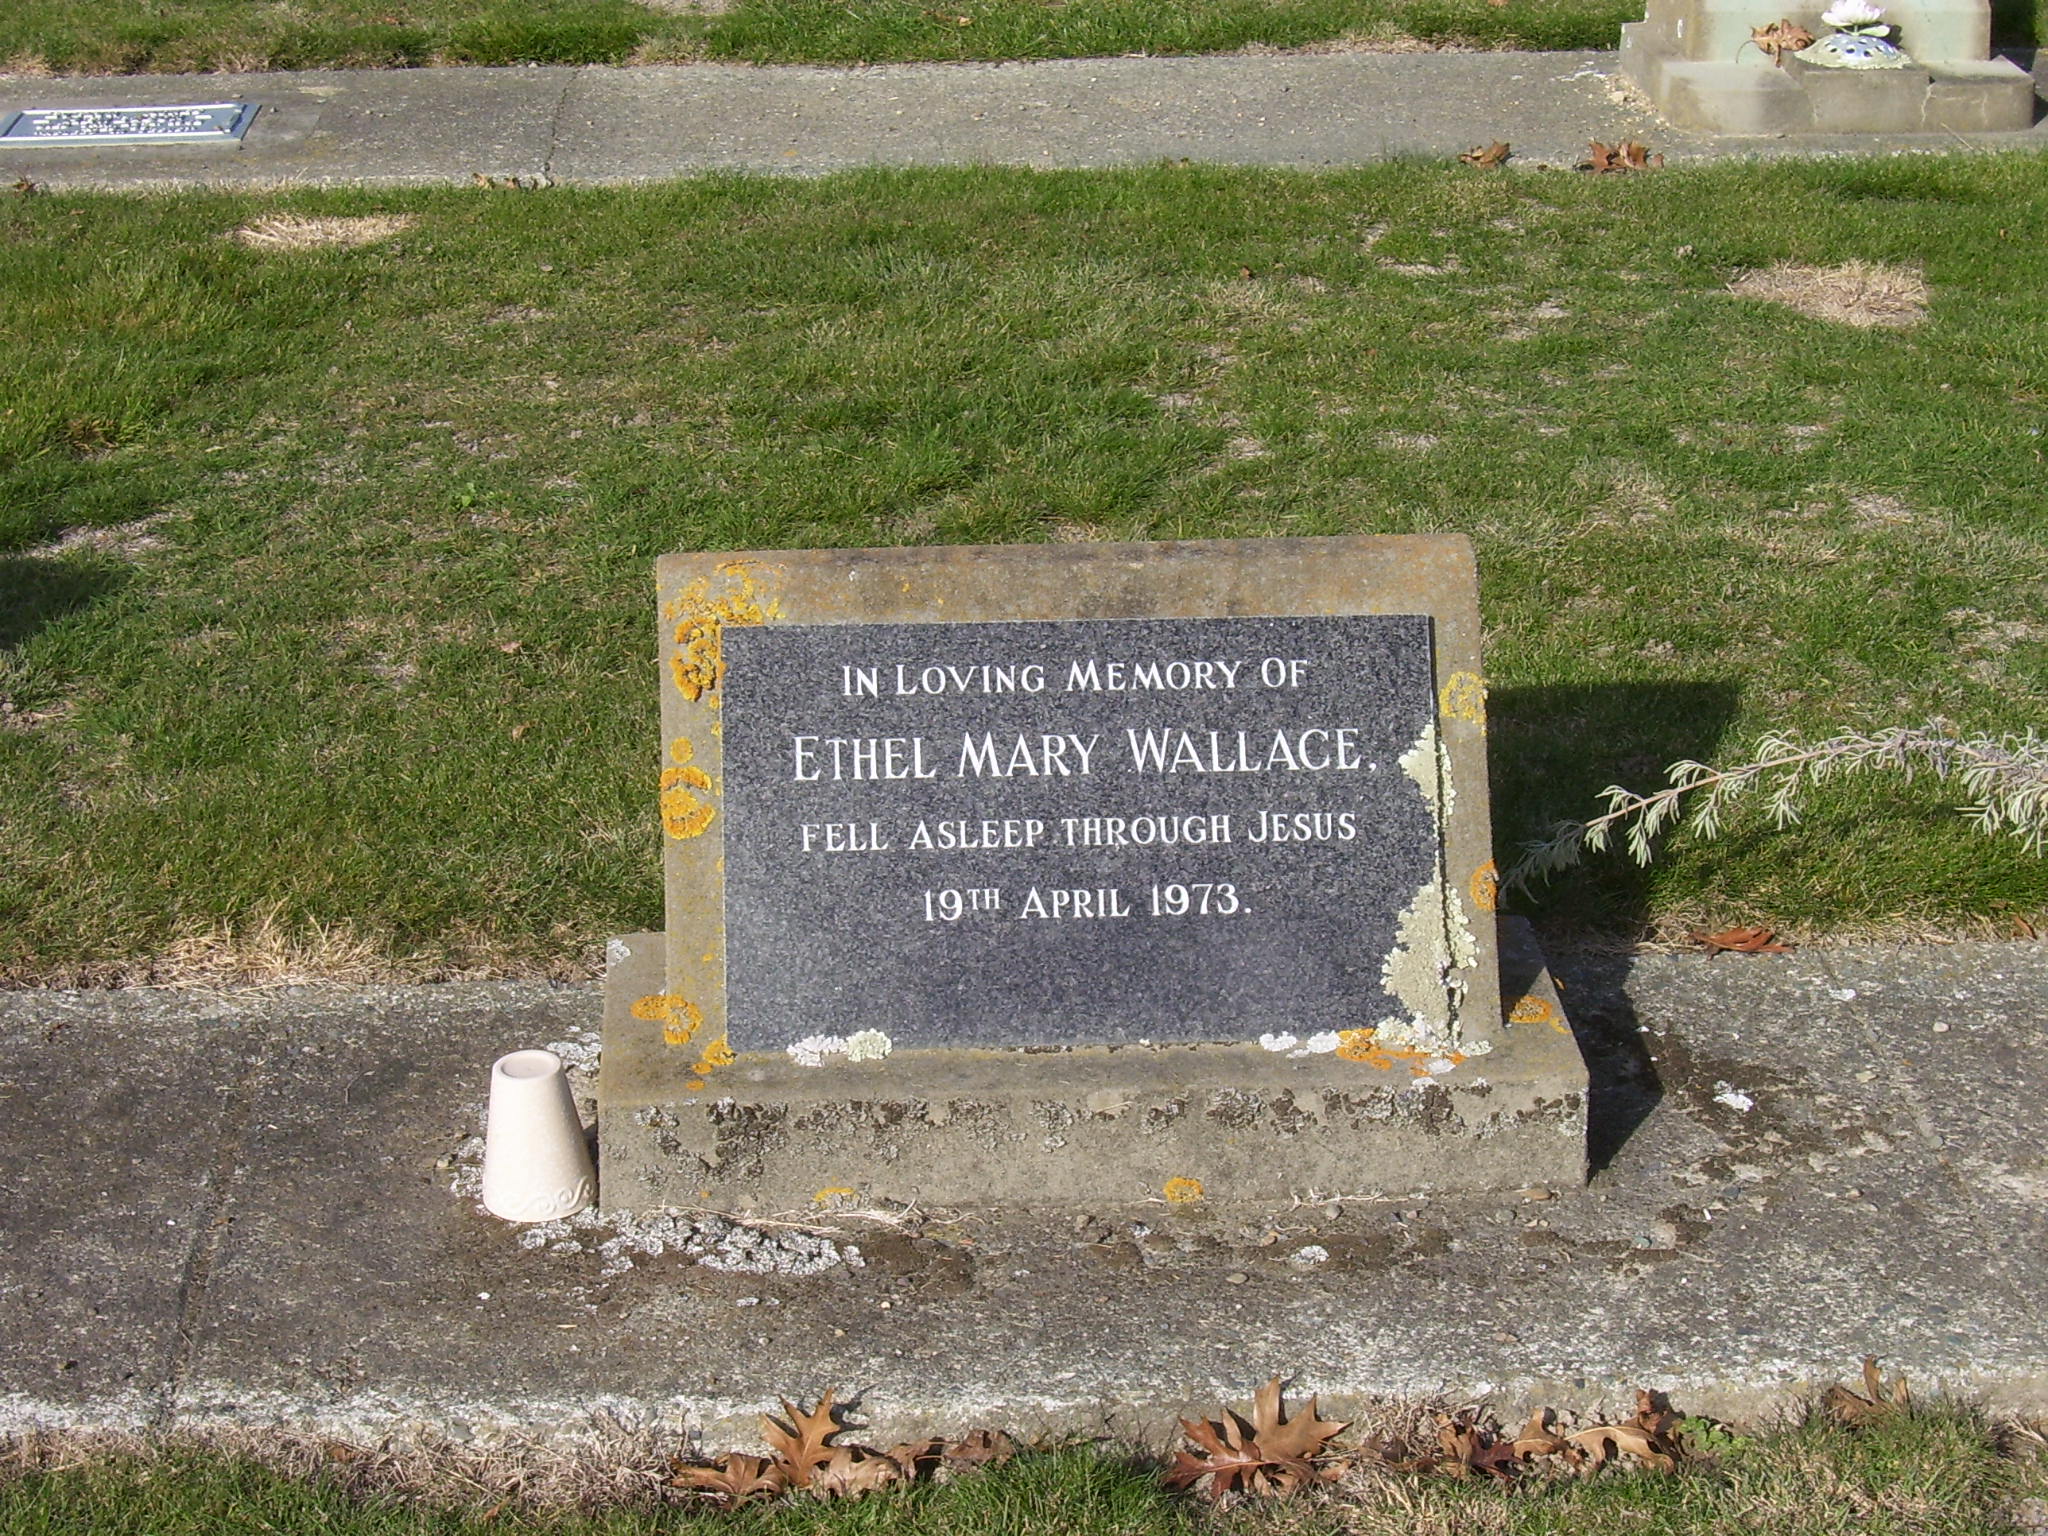 IN LOVING MEMORY OF
ETHEL MARY WALLACE,
FELL ASLEEP THROUGH JESUS
19TH APRIL 1973.